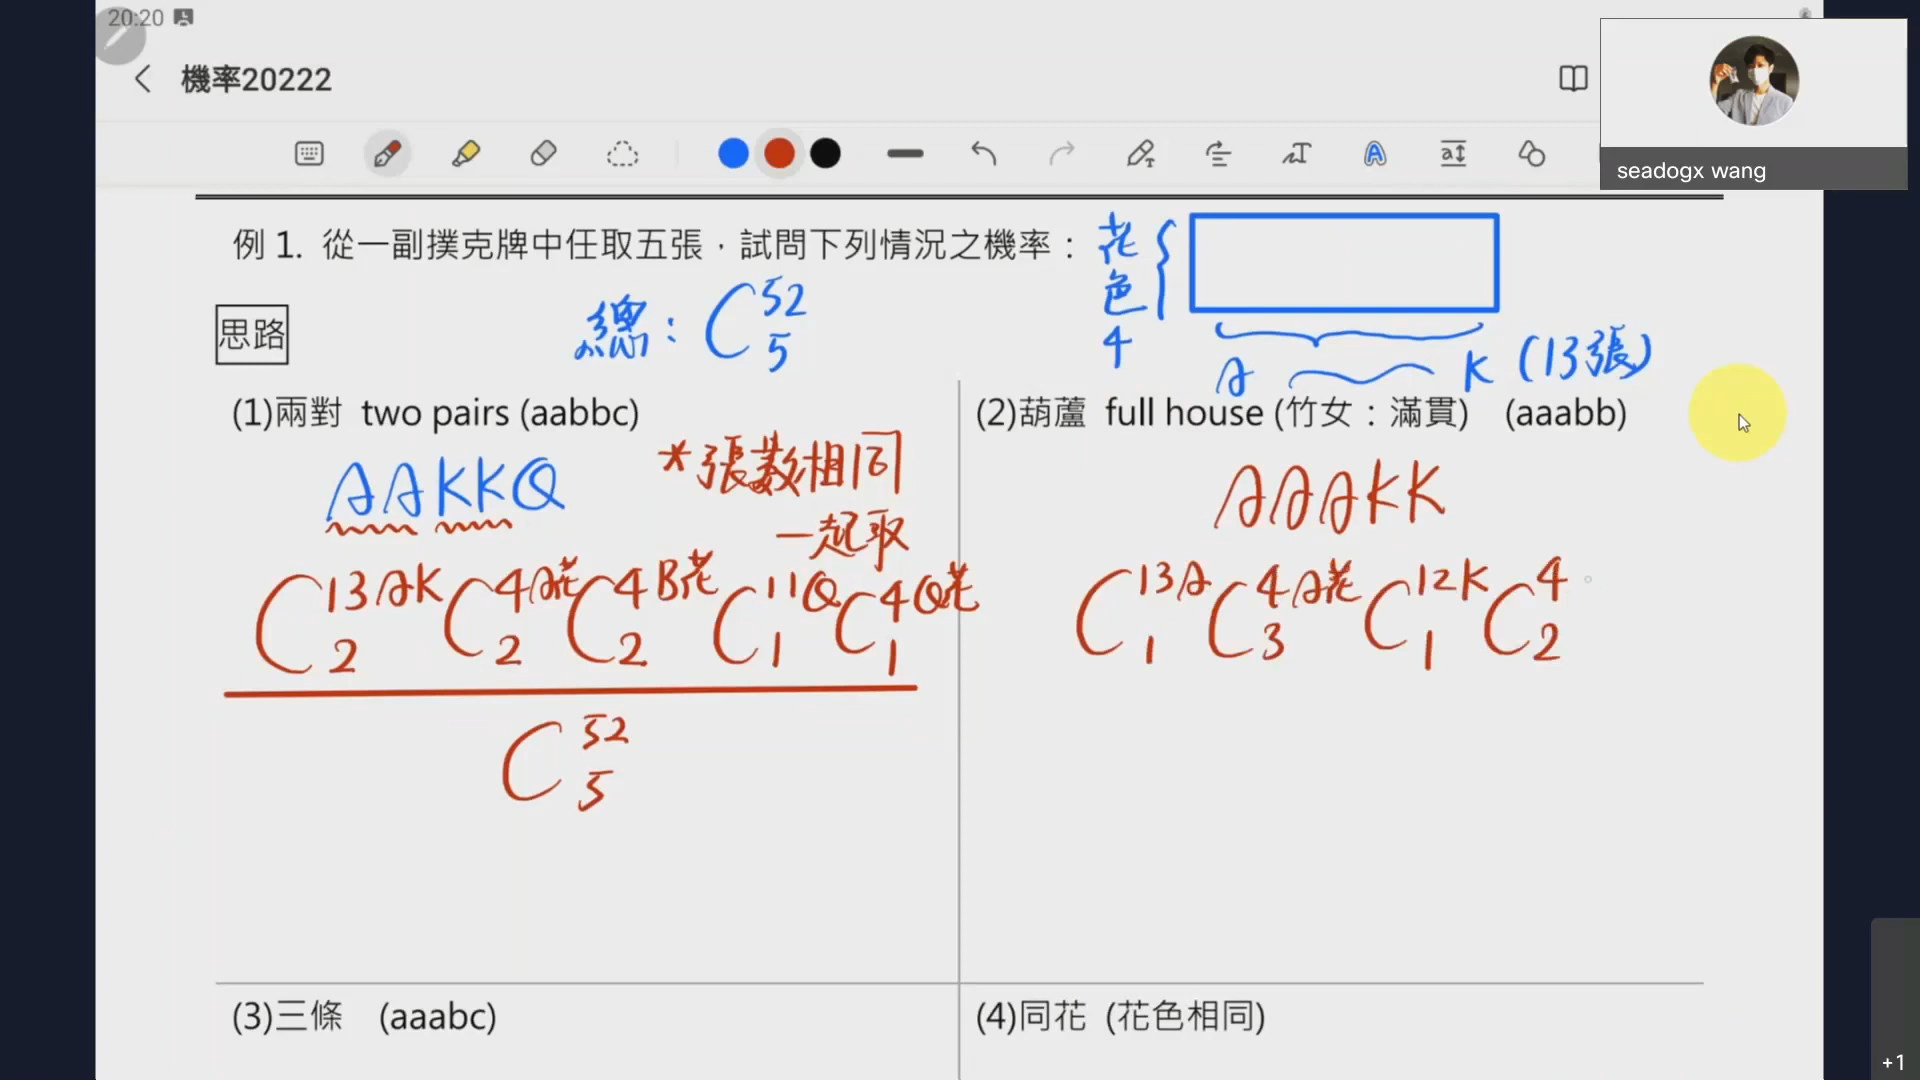 20:20
機率20222
seadogx wang
例 1. 從一副撲克牌中任取五張，試問下列情況之機率：
花色4
A K (13張)
思路
總: C 52 5
(1)兩對 two pairs (aabbc)
AAKKQ
*張数相同
一起取
C 13 2 AK C 4 2 A花 C 4 2 B花 C 11 1 Q C 4 1 Q花
C 52 5
(2)葫蘆 full house (竹女：滿貫) (aaabb)
AAAKK
C 13 1 A C 4 3 A花 C 12 1 K C 4 2
(3)三條 (aaabc)
(4)同花 (花色相同)
+1